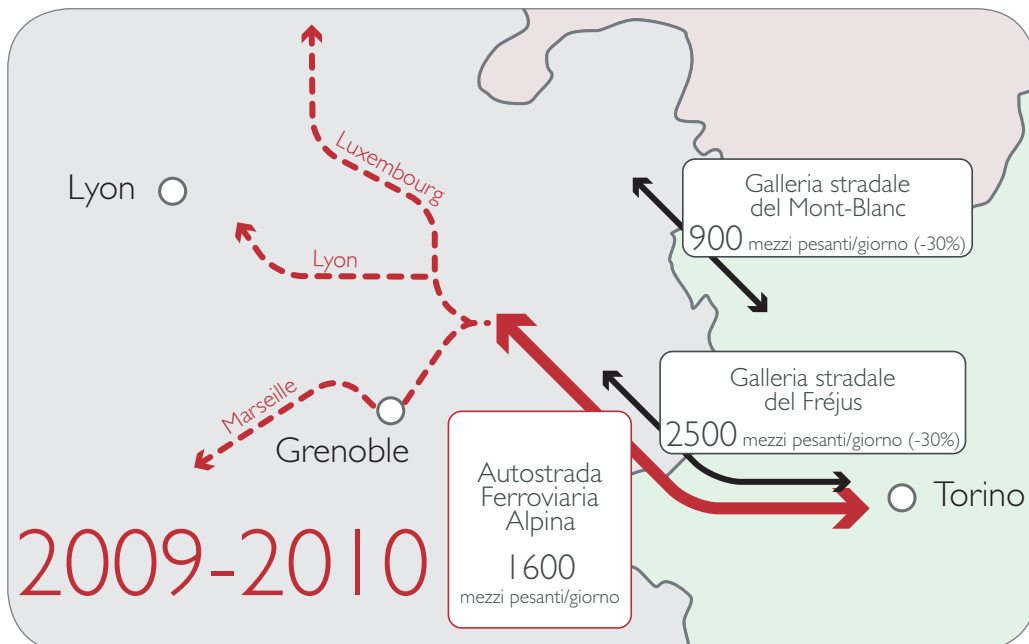 Luxembourg
Lyon
Lyon
Galleria stradale
del Mont-Blanc
900 mezzi pesanti/giorno (-30%)
Galleria stradale
del Fréjus
2500 mezzi pesanti/giorno (-30%)
Marseille
Grenoble
Autostrada
Ferroviaria
Alpina
1600
mezzi pesanti/giorno
Torino
2009-2010